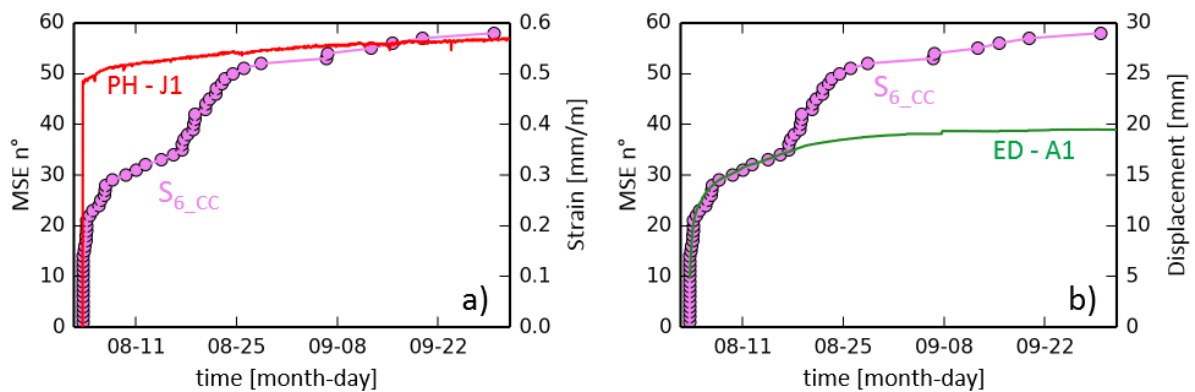 60
50
40
30
20
10
0
MSE n°
PH - J1
S6_CC
0.6
0.5
0.4
0.3
0.2
0.1
0.0
Strain [mm/m]
a)
08-11 08-25 09-08 09-22
time [month-day]
60
50
40
30
20
10
0
MSE n°
S6_CC
ED - A1
30
25
20
15
10
5
0
Displacement [mm]
b)
08-11 08-25 09-08 09-22
time [month-day]